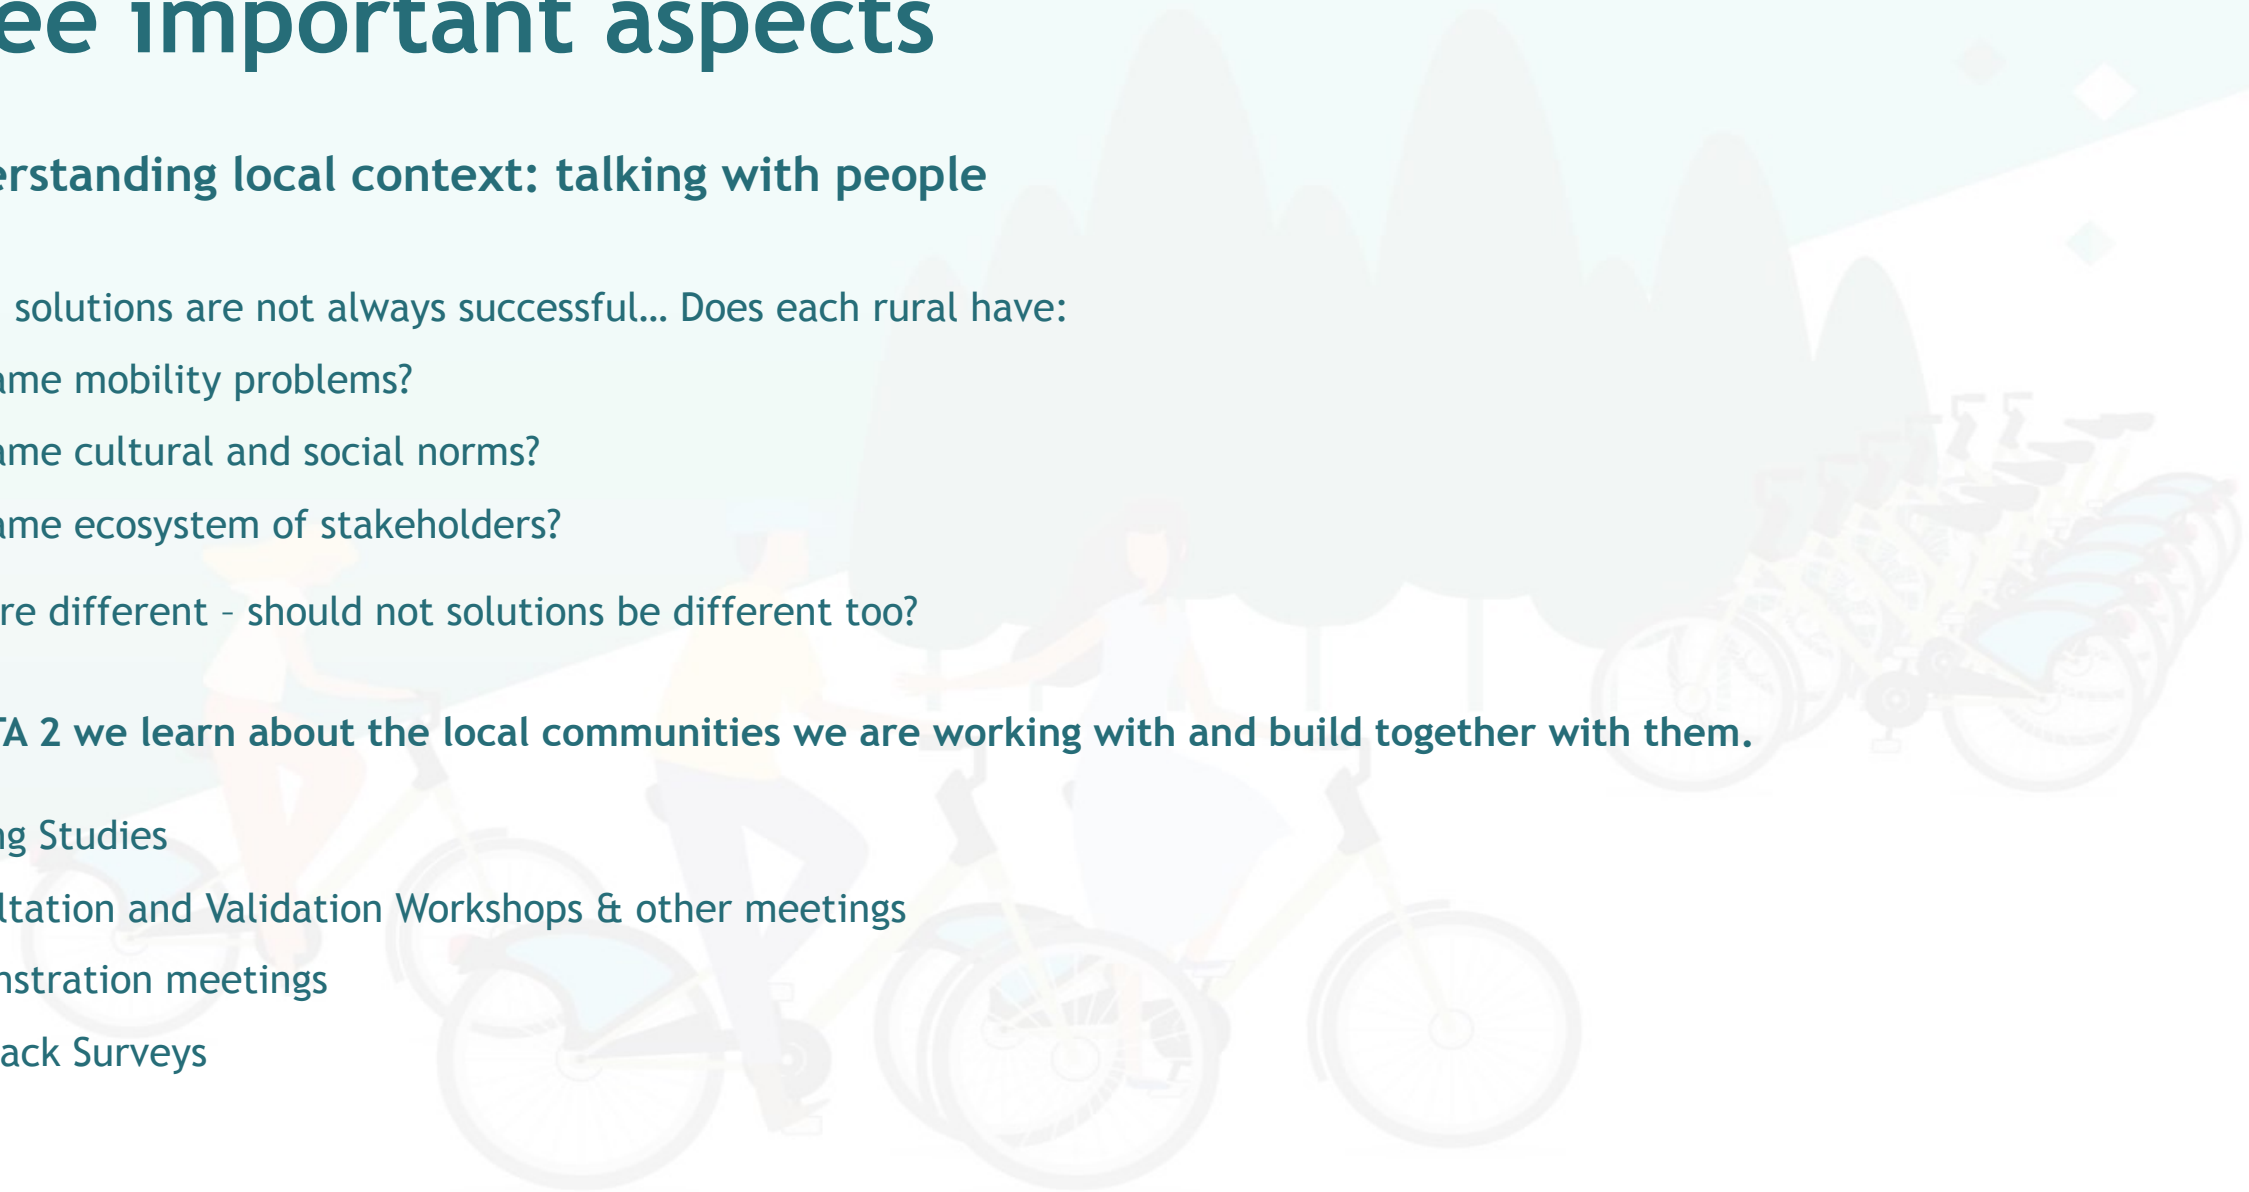 ee important aspects
erstanding local context: talking with people
solutions are not always successful… Does each rural have:
ame mobility problems?
ame cultural and social norms?
ame ecosystem of stakeholders?
re different – should not solutions be different too?
TA 2 we learn about the local communities we are working with and build together with them.
ng Studies
ltation and Validation Workshops & other meetings
nstration meetings
ack Surveys